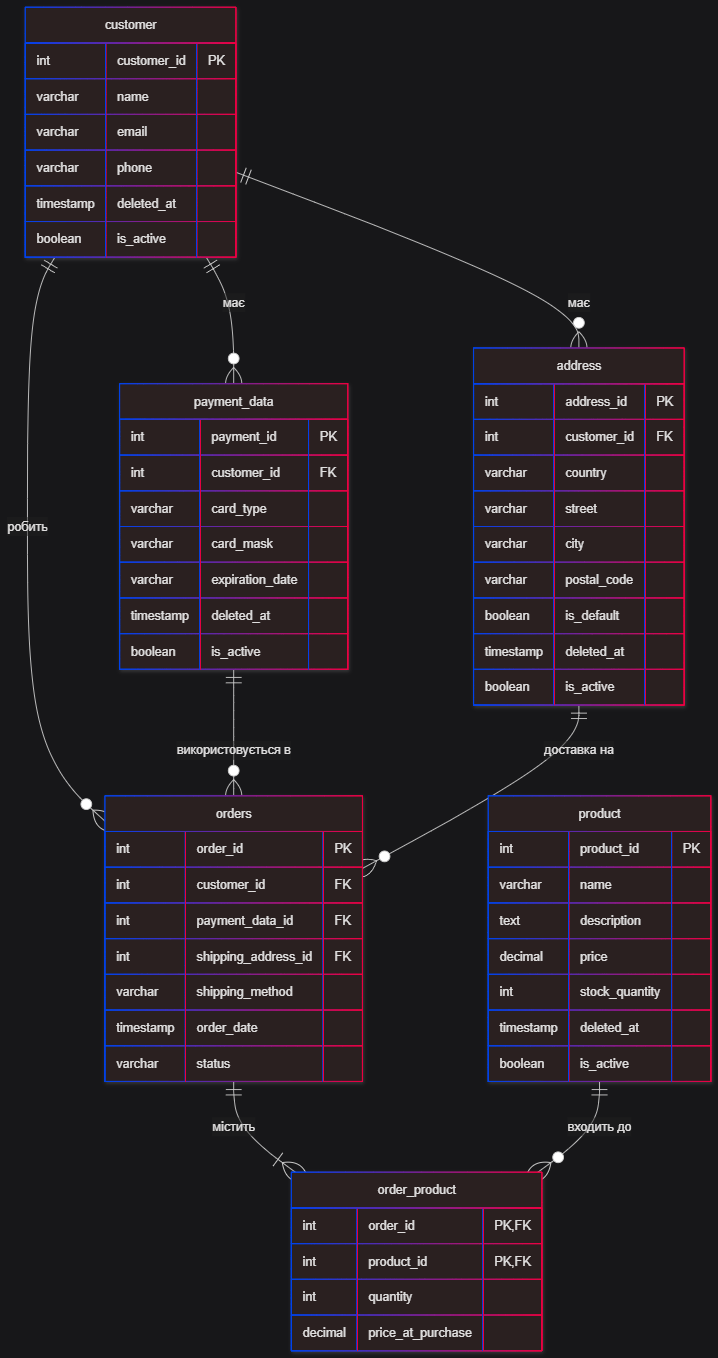 customer
int customer_id PK
varchar name
varchar email
varchar phone
timestamp deleted_at
boolean is_active
має
має
payment_data
int payment_id PK
int customer_id FK
varchar card_type
varchar card_mask
varchar expiration_date
timestamp deleted_at
boolean is_active
address
int address_id PK
int customer_id FK
varchar country
varchar street
varchar city
varchar postal_code
boolean is_default
timestamp deleted_at
boolean is_active
робить
використовується в
доставка на
orders
int order_id PK
int customer_id FK
int payment_data_id FK
int shipping_address_id FK
varchar shipping_method
timestamp order_date
varchar status
product
int product_id PK
varchar name
text description
decimal price
int stock_quantity
timestamp deleted_at
boolean is_active
містить
входить до
order_product
int order_id PK,FK
int product_id PK,FK
int quantity
decimal price_at_purchase